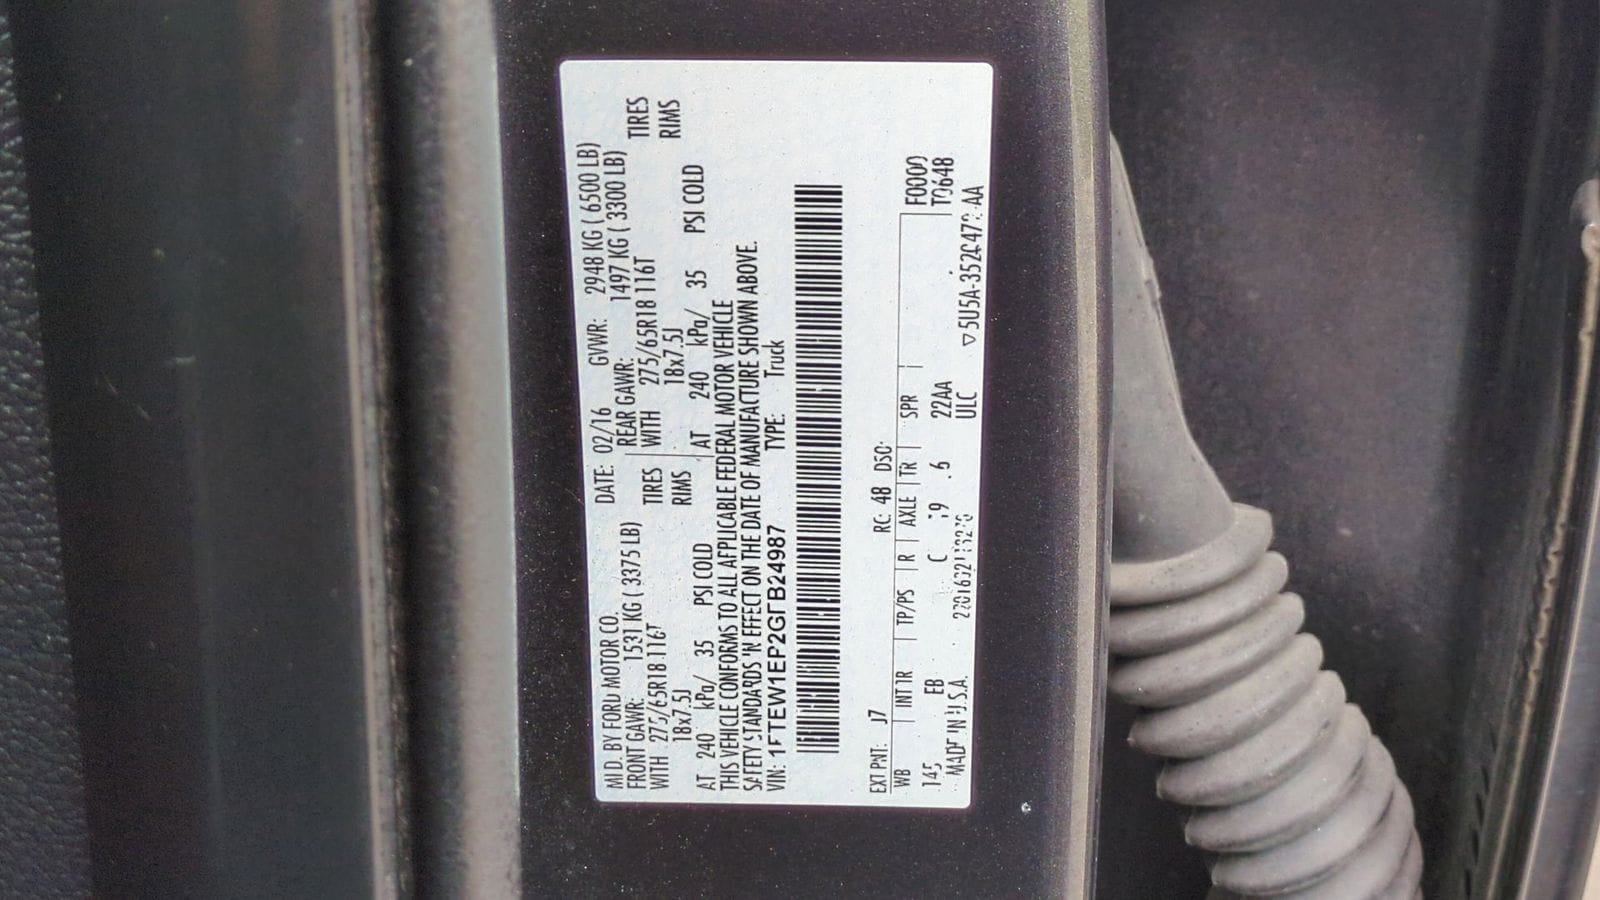 MFD. BY FORD MOTOR CO.
DATE: 02/16 GVWR: 2948 KG ( 6500 LB)
FRONT GAWR: 1531 KG ( 3375 LB) REAR GAWR: 1497 KG ( 3300 LB)
WITH 275/65R18 116T TIRES WITH 275/65R18 116T TIRES
18x7.5J RIMS 18x7.5J RIMS
AT 240 kPa/ 35 PSI COLD AT 240 kPa/ 35 PSI COLD
THIS VEHICLE CONFORMS TO ALL APPLICABLE FEDERAL MOTOR VEHICLE
SAFETY STANDARDS IN EFFECT ON THE DATE OF MANUFACTURE SHOWN ABOVE.
VIN: TYPE: Truck
EXT PNT: J7 RC: 48 DSO:
WB INT TR TP/PS R AXLE TR SPR F0000
145 EB C 19 6 22AA T0648
MADE IN U.S.A. ULC